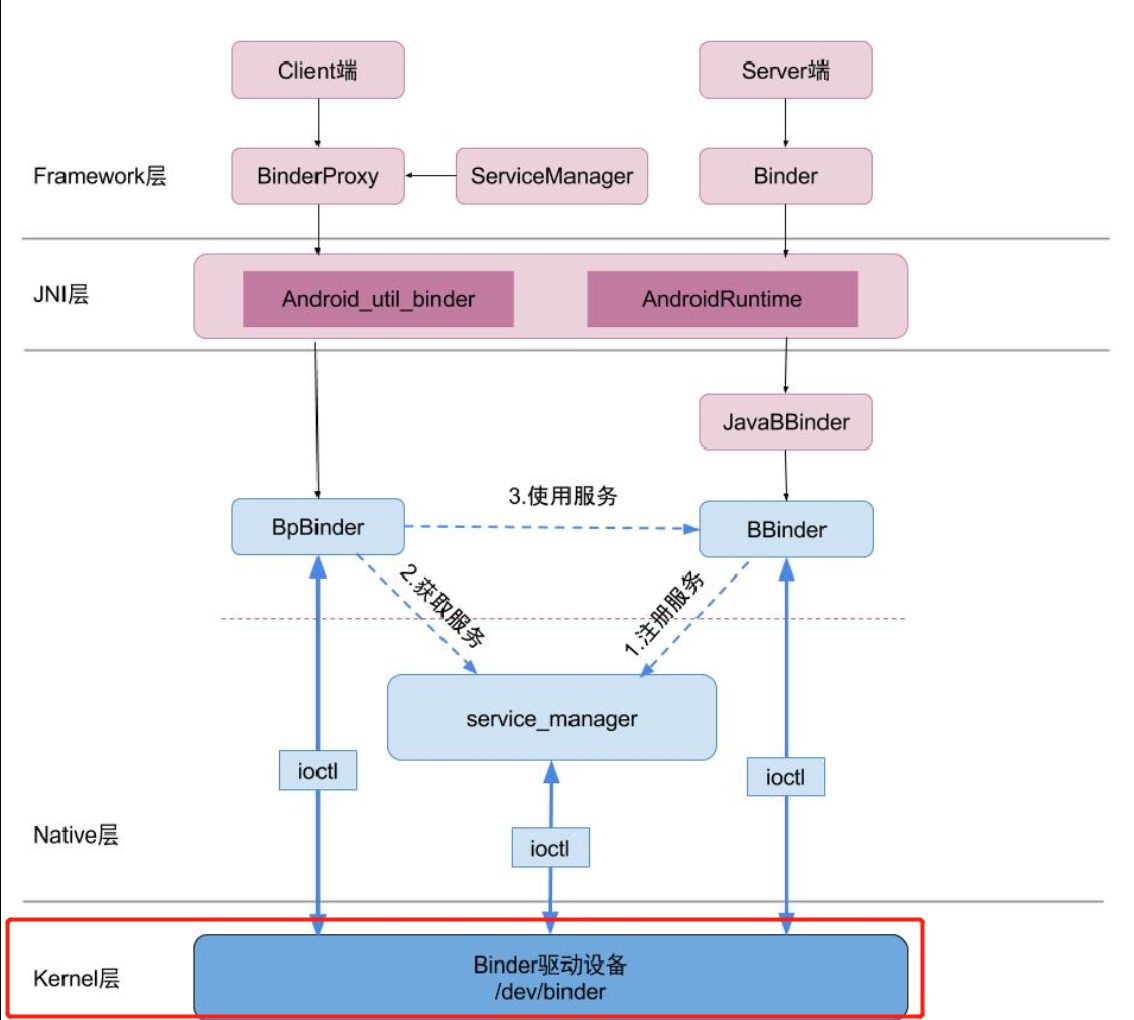 Client端
Server端
Framework层
BinderProxy
ServiceManager
Binder
JNI层
Android_util_binder
AndroidRuntime
JavaBBinder
3.使用服务
BpBinder
BBinder
2.获取服务
1.注册服务
service_manager
ioctl
ioctl
ioctl
Native层
Binder驱动设备
/dev/binder
Kernel层